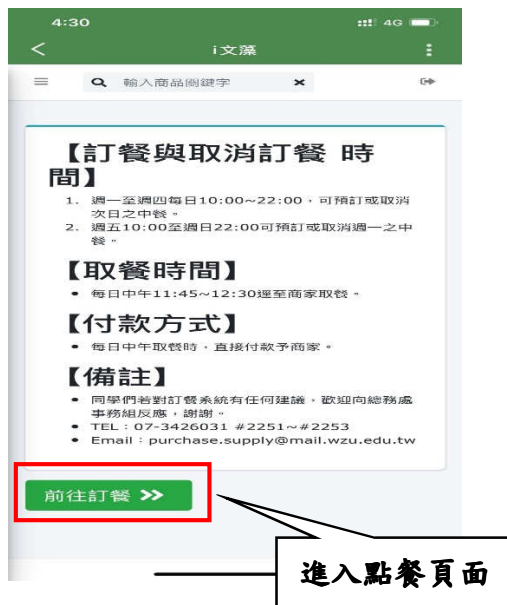 4:30
4G
i文藻
輸入商品關鍵字
【訂餐與取消訂餐 時
間】
1. 週一至週四每日10:00~22:00，可預訂或取消
次日之中餐。
2. 週五10:00至週日22:00可預訂或取消週一之中
餐。
【取餐時間】
• 每日中午11:45~12:30逕至商家取餐。
【付款方式】
• 每日中午取餐時，直接付款予商家。
【備註】
• 同學們若對訂餐系統有任何建議，歡迎向總務處
事務組反應，謝謝。
• TEL：07-3426031 #2251~#2253
• Email：purchase.supply@mail.wzu.edu.tw
前往訂餐
進入點餐頁面